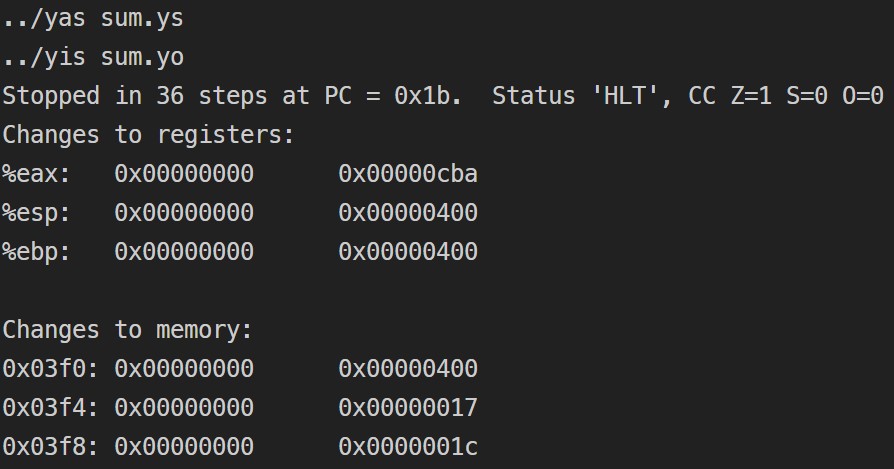 ../yas sum.ys
../yis sum.yo
Stopped in 36 steps at PC = 0x1b.  Status 'HLT', CC Z=1 S=0 O=0
Changes to registers:
%eax:   0x00000000      0x00000cba
%esp:   0x00000000      0x00000400
%ebp:   0x00000000      0x00000400

Changes to memory:
0x03f0: 0x00000000      0x00000400
0x03f4: 0x00000000      0x00000017
0x03f8: 0x00000000      0x0000001c